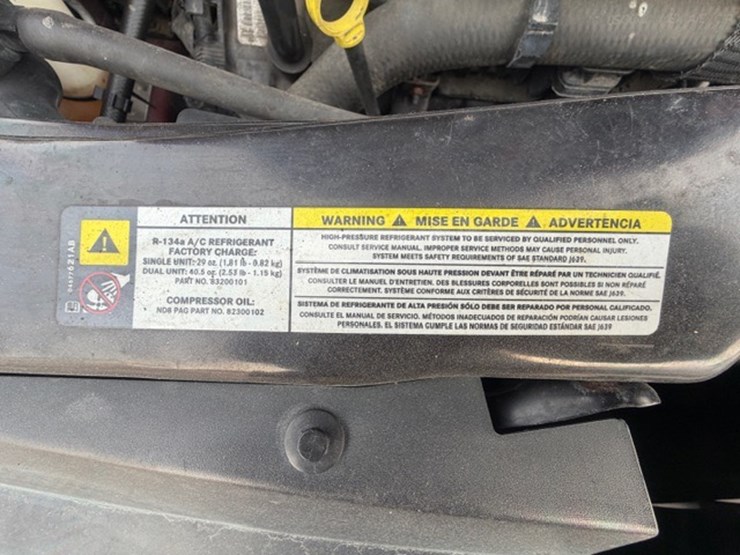 ATTENTION
R-134a A/C REFRIGERANT
FACTORY CHARGE:
SINGLE UNIT: 29 oz. (1.81 lb - 0.82 kg)
DUAL UNIT: 40.5 oz. (2.53 lb - 1.15 kg)
PART NO. 83200101
COMPRESSOR OIL:
ND8 PAG PART NO. 82300102
WARNING MISE EN GARDE ADVERTENCIA
HIGH-PRESSURE REFRIGERANT SYSTEM TO BE SERVICED BY QUALIFIED PERSONNEL ONLY.
CONSULT SERVICE MANUAL. IMPROPER SERVICE METHODS MAY CAUSE PERSONAL INJURY.
SYSTEM MEETS SAFETY REQUIREMENTS OF SAE STANDARD J639.
SYSTÈME DE CLIMATISATION SOUS HAUTE PRESSION DEVANT ÊTRE RÉPARÉ PAR UN TECHNICIEN QUALIFIÉ.
CONSULTER LE MANUEL D'ENTRETIEN. DES BLESSURES CORPORELLES SONT POSSIBLES SI NON RÉPARÉ
CORRECTEMENT. SYSTÈME CONFORME AUX CRITÈRES DE SÉCURITÉ DE LA NORME SAE J639.
SISTEMA DE REFRIGERANTE DE ALTA PRESIÓN SÓLO DEBE SER REPARADO POR PERSONAL CALIFICADO.
CONSULTE EL MANUAL DE SERVICIO. MÉTODOS INADECUADOS DE REPARACIÓN PODRÍAN CAUSAR LESIONES
PERSONALES. EL SISTEMA CUMPLE LAS NORMAS DE SEGURIDAD ESTÁNDAR SAE J639